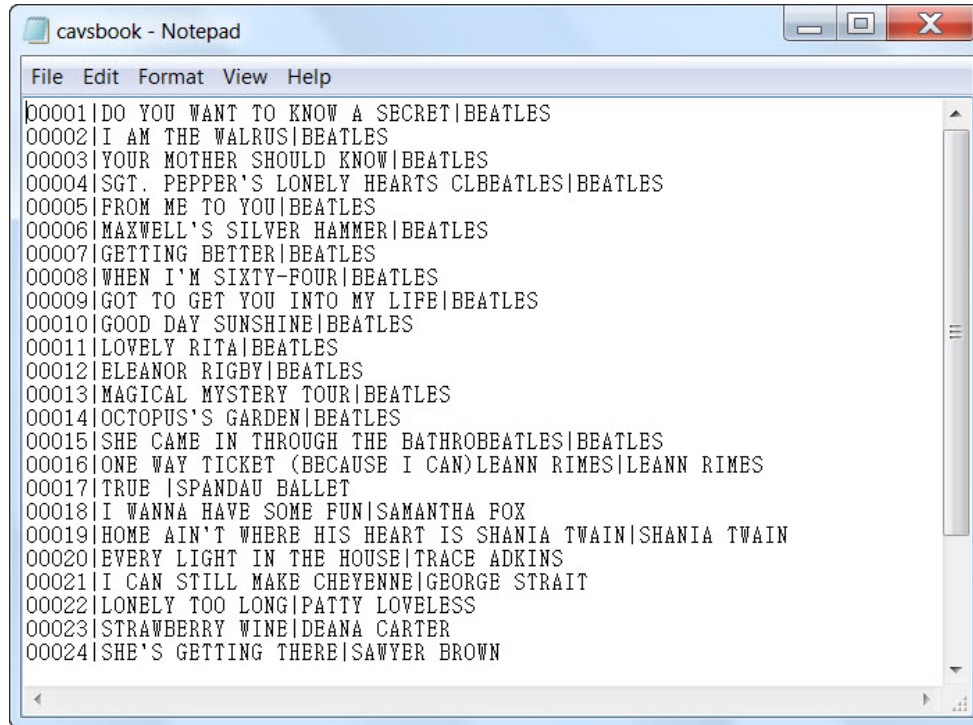 cavsbook - Notepad
File Edit Format View Help
00001|DO YOU WANT TO KNOW A SECRET|BEATLES
00002|I AM THE WALRUS|BEATLES
00003|YOUR MOTHER SHOULD KNOW|BEATLES
00004|SGT. PEPPER'S LONELY HEARTS CLBEATLES|BEATLES
00005|FROM ME TO YOU|BEATLES
00006|MAXWELL'S SILVER HAMMER|BEATLES
00007|GETTING BETTER|BEATLES
00008|WHEN I'M SIXTY-FOUR|BEATLES
00009|GOT TO GET YOU INTO MY LIFE|BEATLES
00010|GOOD DAY SUNSHINE|BEATLES
00011|LOVELY RITA|BEATLES
00012|ELEANOR RIGBY|BEATLES
00013|MAGICAL MYSTERY TOUR|BEATLES
00014|OCTOPUS'S GARDEN|BEATLES
00015|SHE CAME IN THROUGH THE BATHROBEATLES|BEATLES
00016|ONE WAY TICKET (BECAUSE I CAN)LEANN RIMES|LEANN RIMES
00017|TRUE |SPANDAU BALLET
00018|I WANNA HAVE SOME FUN|SAMANTHA FOX
00019|HOME AIN'T WHERE HIS HEART IS SHANIA TWAIN|SHANIA TWAIN
00020|EVERY LIGHT IN THE HOUSE|TRACE ADKINS
00021|I CAN STILL MAKE CHEYENNE|GEORGE STRAIT
00022|LONELY TOO LONG|PATTY LOVELESS
00023|STRAWBERRY WINE|DEANA CARTER
00024|SHE'S GETTING THERE|SAWYER BROWN